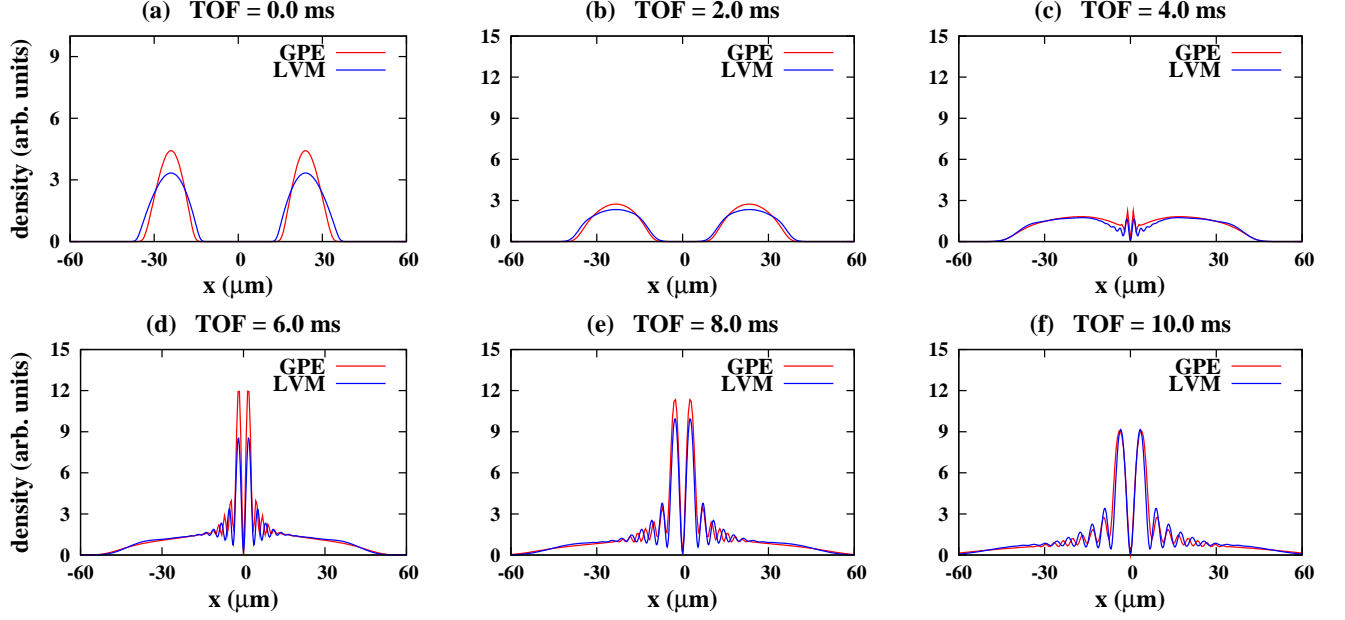 (a) TOF = 0.0 ms
(b) TOF = 2.0 ms
(c) TOF = 4.0 ms
density (arb. units)
9
6
3
0
GPE
LVM
-60 -30 0 30 60
x (μm)
15
12
9
6
3
0
GPE
LVM
-60 -30 0 30 60
x (μm)
15
12
9
6
3
0
GPE
LVM
-60 -30 0 30 60
x (μm)
(d) TOF = 6.0 ms
(e) TOF = 8.0 ms
(f) TOF = 10.0 ms
density (arb. units)
15
12
9
6
3
0
GPE
LVM
-60 -30 0 30 60
x (μm)
15
12
9
6
3
0
GPE
LVM
-60 -30 0 30 60
x (μm)
15
12
9
6
3
0
GPE
LVM
-60 -30 0 30 60
x (μm)